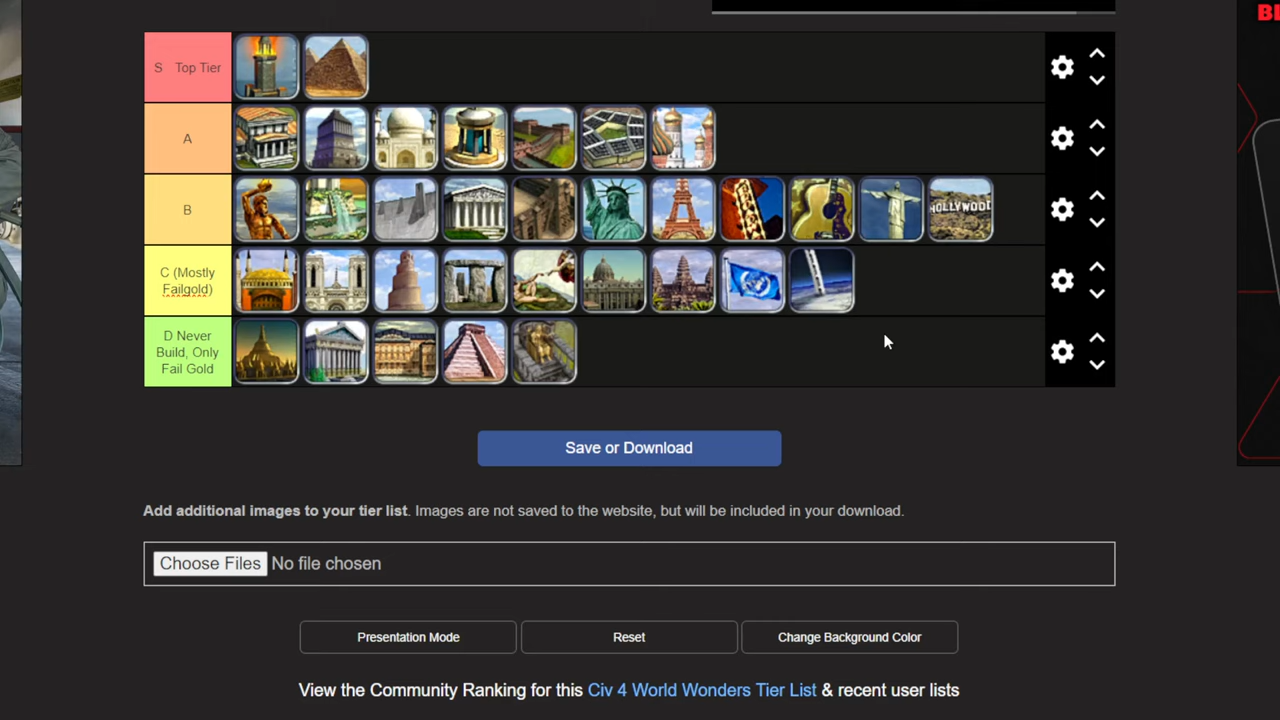 BI
S Top Tier
A
B
HOLLYWOOD
C (Mostly
Failgold)
D Never
Build, Only
Fail Gold
Save or Download
Add additional images to your tier list. Images are not saved to the website, but will be included in your download.
Choose Files No file chosen
Presentation Mode
Reset
Change Background Color
View the Community Ranking for this Civ 4 World Wonders Tier List & recent user lists